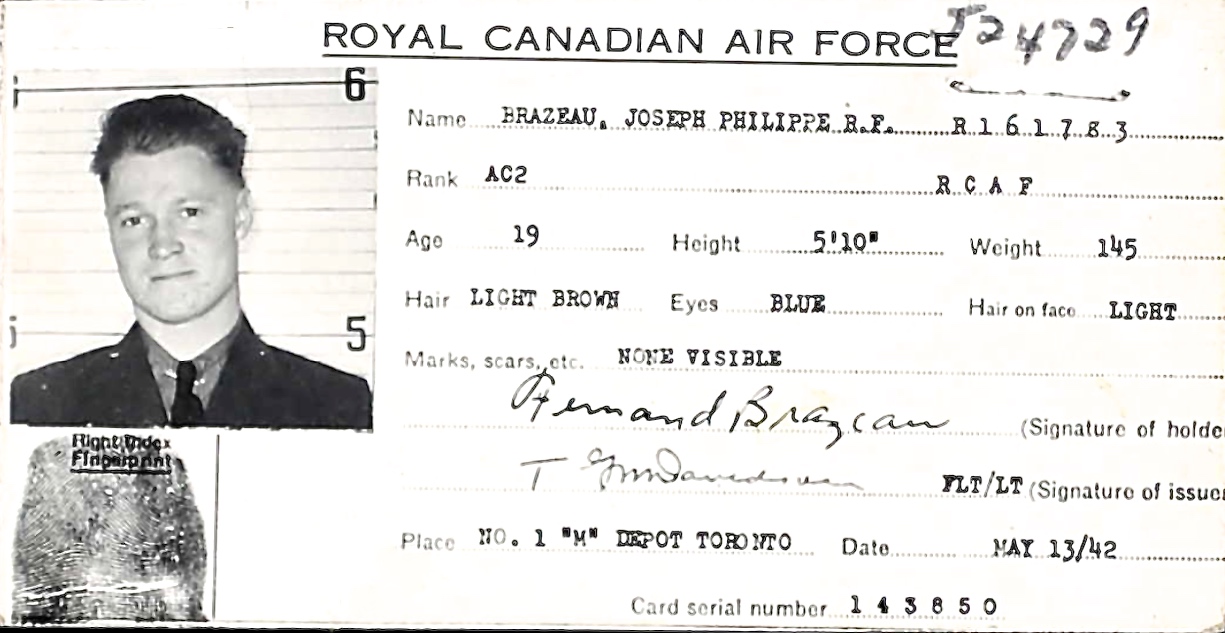 ROYAL CANADIAN AIR FORCE J24729
6
Name BRAZEAU, JOSEPH PHILIPPE R.F. R161783
Rank AC2 RCAF
Age 19 Height 5'10" Weight 145
Hair LIGHT BROWN Eyes BLUE Hair on face LIGHT
5
Marks, scars, etc. NONE VISIBLE
Fernand Brazeau (Signature of holde
Right Index
Fingerprint
FLT/LT (Signature of issue
Place NO. 1 "M" DEPOT TORONTO Date MAY 13/42
Card serial number 143850